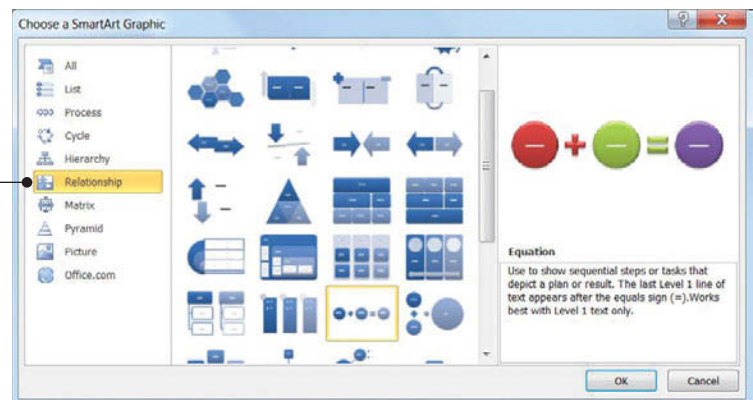 Choose a SmartArt Graphic
All
List
Process
Cycle
Hierarchy
Relationship
Matrix
Pyramid
Picture
Office.com
Equation
Use to show sequential steps or tasks that
depict a plan or result. The last Level 1 line of
text appears after the equals sign (=).Works
best with Level 1 text only.
OK
Cancel